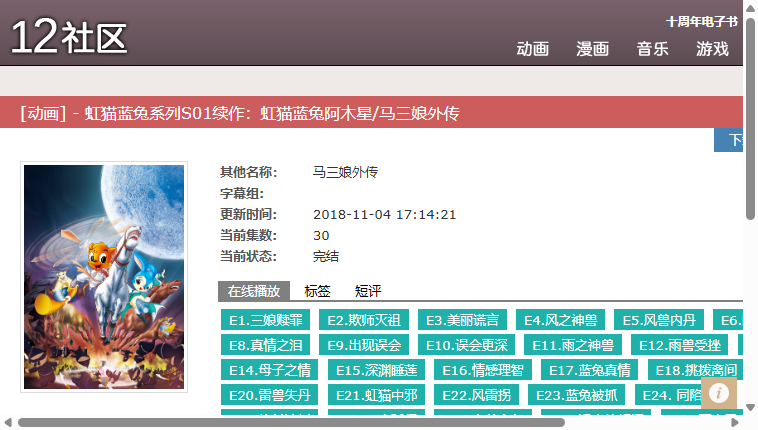 12社区
十周年电子书
动画 漫画 音乐 游戏
[动画] - 虹猫蓝兔系列S01续作：虹猫蓝兔阿木星/马三娘外传
其他名称： 马三娘外传
字幕组：
更新时间： 2018-11-04 17:14:21
当前集数： 30
当前状态： 完结
在线播放 标签 短评
E1.三娘赎罪 E2.欺师灭祖 E3.美丽谎言 E4.风之神兽 E5.风兽内丹 E6.
E8.真情之泪 E9.出现误会 E10.误会更深 E11.雨之神兽 E12.雨兽受挫
E14.母子之情 E15.深渊睡莲 E16.情感理智 E17.蓝兔真情 E18.挑拨离间
E20.雷兽失丹 E21.虹猫中邪 E22.风雷拐 E23.蓝兔被抓 E24. 同陷